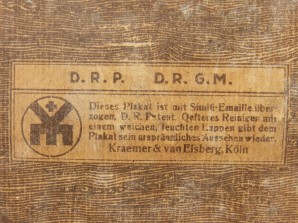 D.R.P. D.R.G.M.
Dieses Plakat ist mit Simili-Emaille über-
zogen, D. R. Patent. Oefteres Reinigen mit
einem weichen, feuchten Lappen gibt dem
Plakat sein ursprüngliches Aussehen wieder.
Kraemer & van Elsberg, Köln